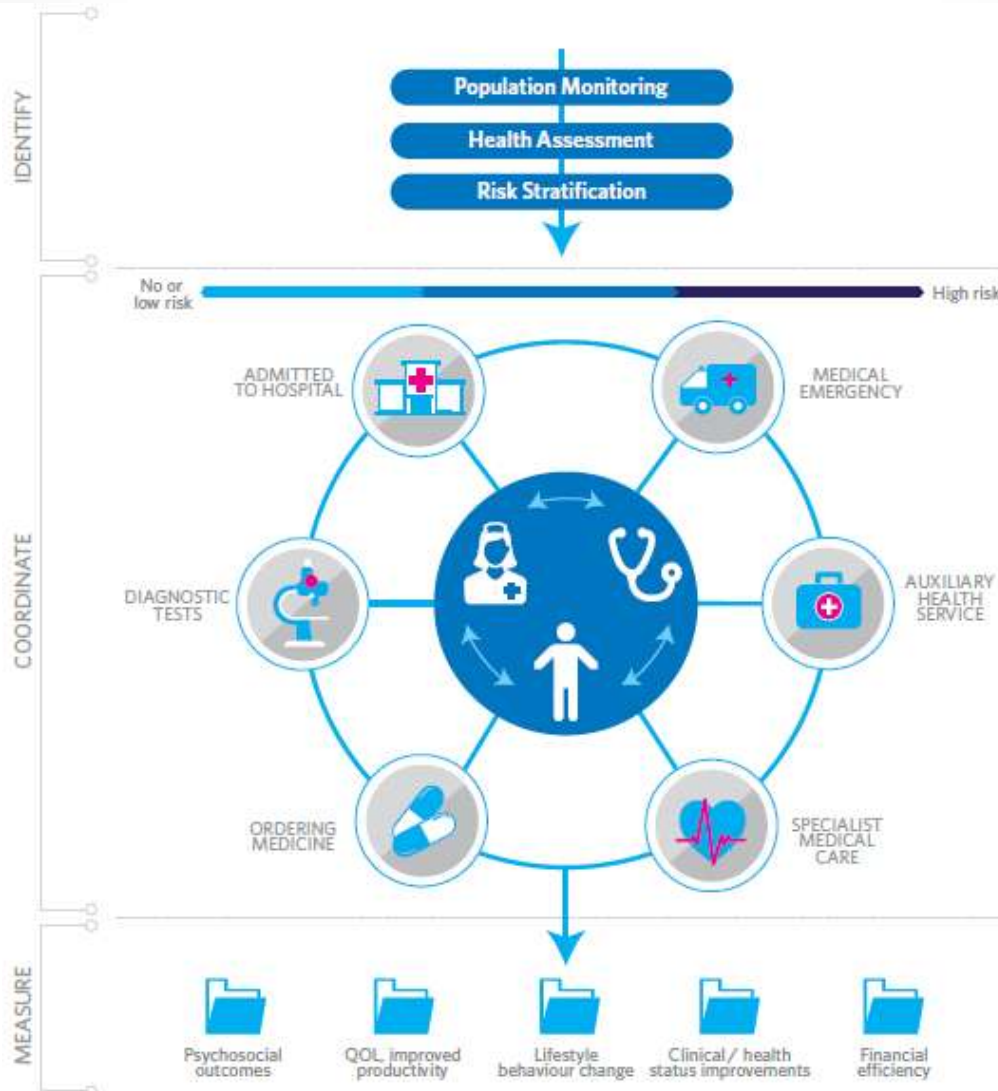 IDENTIFY
Population Monitoring
Health Assessment
Risk Stratification
COORDINATE
No or
low risk
High risk
ADMITTED
TO HOSPITAL
MEDICAL
EMERGENCY
DIAGNOSTIC
TESTS
AUXILIARY
HEALTH
SERVICE
ORDERING
MEDICINE
SPECIALIST
MEDICAL
CARE
MEASURE
Psychosocial
outcomes
QOL, improved
productivity
Lifestyle
behaviour change
Clinical / health
status improvements
Financial
efficiency